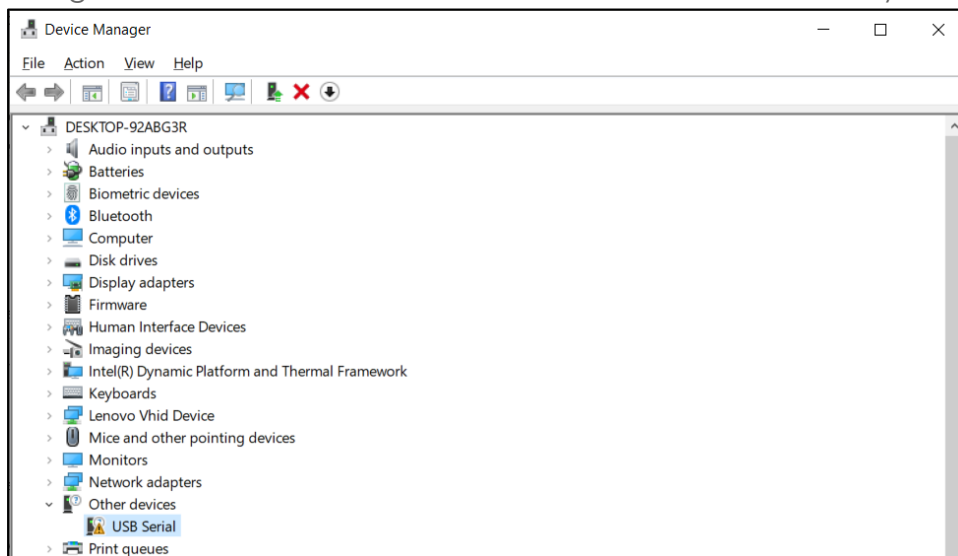 Device Manager
File Action View Help
DESKTOP-92ABG3R
Audio inputs and outputs
Batteries
Biometric devices
Bluetooth
Computer
Disk drives
Display adapters
Firmware
Human Interface Devices
Imaging devices
Intel(R) Dynamic Platform and Thermal Framework
Keyboards
Lenovo Vhid Device
Mice and other pointing devices
Monitors
Network adapters
Other devices
USB Serial
Print queues